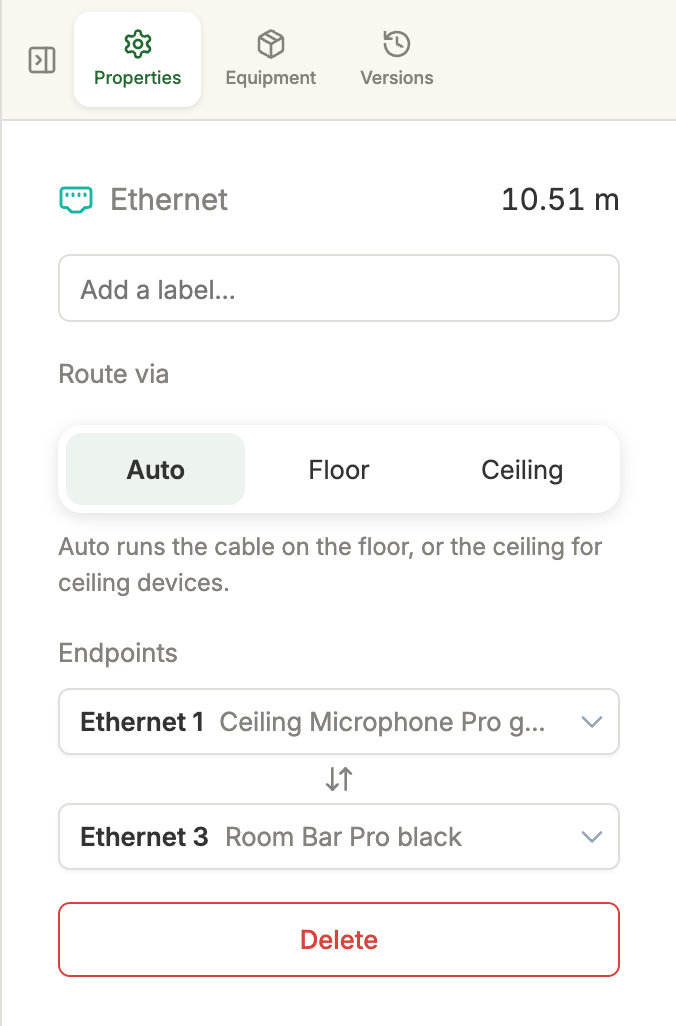 Properties
Equipment
Versions
Ethernet
10.51 m
Add a label...
Route via
Auto
Floor
Ceiling
Auto runs the cable on the floor, or the ceiling for
ceiling devices.
Endpoints
Ethernet 1 Ceiling Microphone Pro g...
Ethernet 3 Room Bar Pro black
Delete